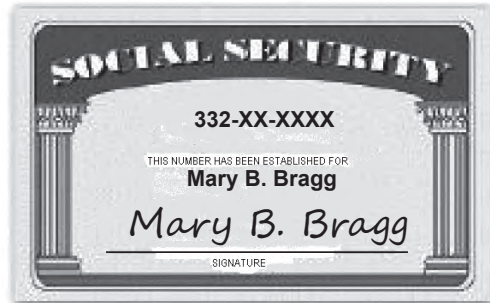 SOCIAL SECURITY
332-XX-XXXX
THIS NUMBER HAS BEEN ESTABLISHED FOR
Mary B. Bragg
Mary B. Bragg
SIGNATURE